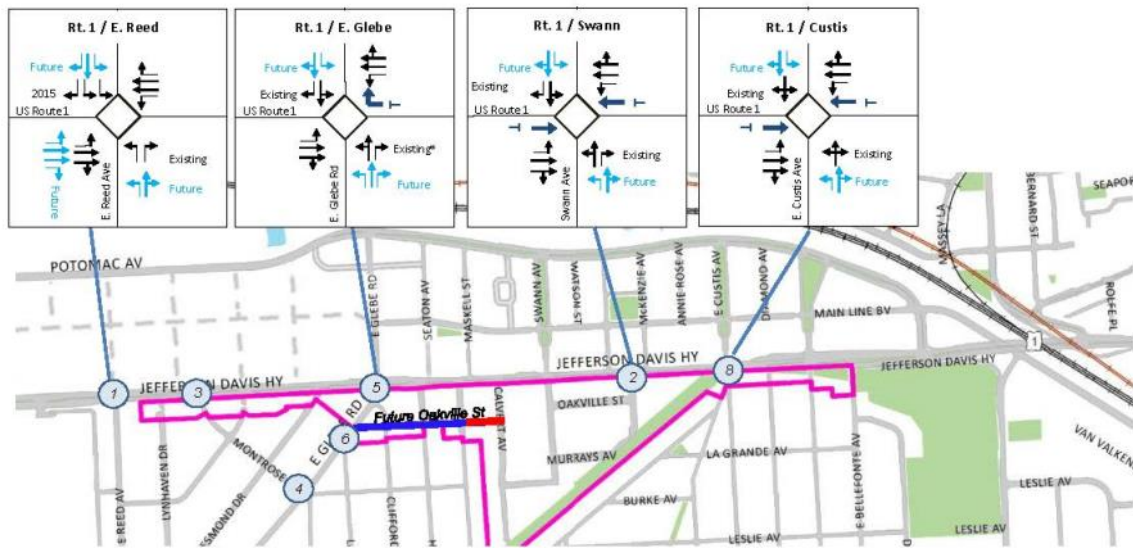 Rt. 1 / E. Reed
Future
2015
US Route1
E. Reed Ave
Existing
Future
Future
Rt. 1 / E. Glebe
Future
Existing
US Route1
E. Glebe Rd
Existing*
Future
Rt. 1 / Swann
Future
Existing
US Route1
Swann Ave
Existing
Future
Rt. 1 / Custis
Future
Existing
US Route1
E. Custis Ave
Existing
Future
POTOMAC AV
E GLEBE RD
SEATON AV
MASKELL ST
SWANN AV
WATSON ST
McKENZIE AV
ANNIE ROSE AV
E CUSTIS AV
DIAMOND AV
MAIN LINE BV
MASSEY LA
BERNARD ST
SEAPOR
ROLFE PL
1
JEFFERSON DAVIS HY
JEFFERSON DAVIS HY
JEFFERSON DAVIS HY
1
3
5
2
8
6
4
Future Oakville St
RD
E GL
CALVERT AV
OAKVILLE ST
MURRAYS AV
LA GRANDE AV
BURKE AV
E BELLEFONTE AV
VAN VALKEN
LESLIE AV
LESLIE AV
E REED AV
LYNHAVEN DR
MONTROSE
ESMOND DR
CLIFFORD